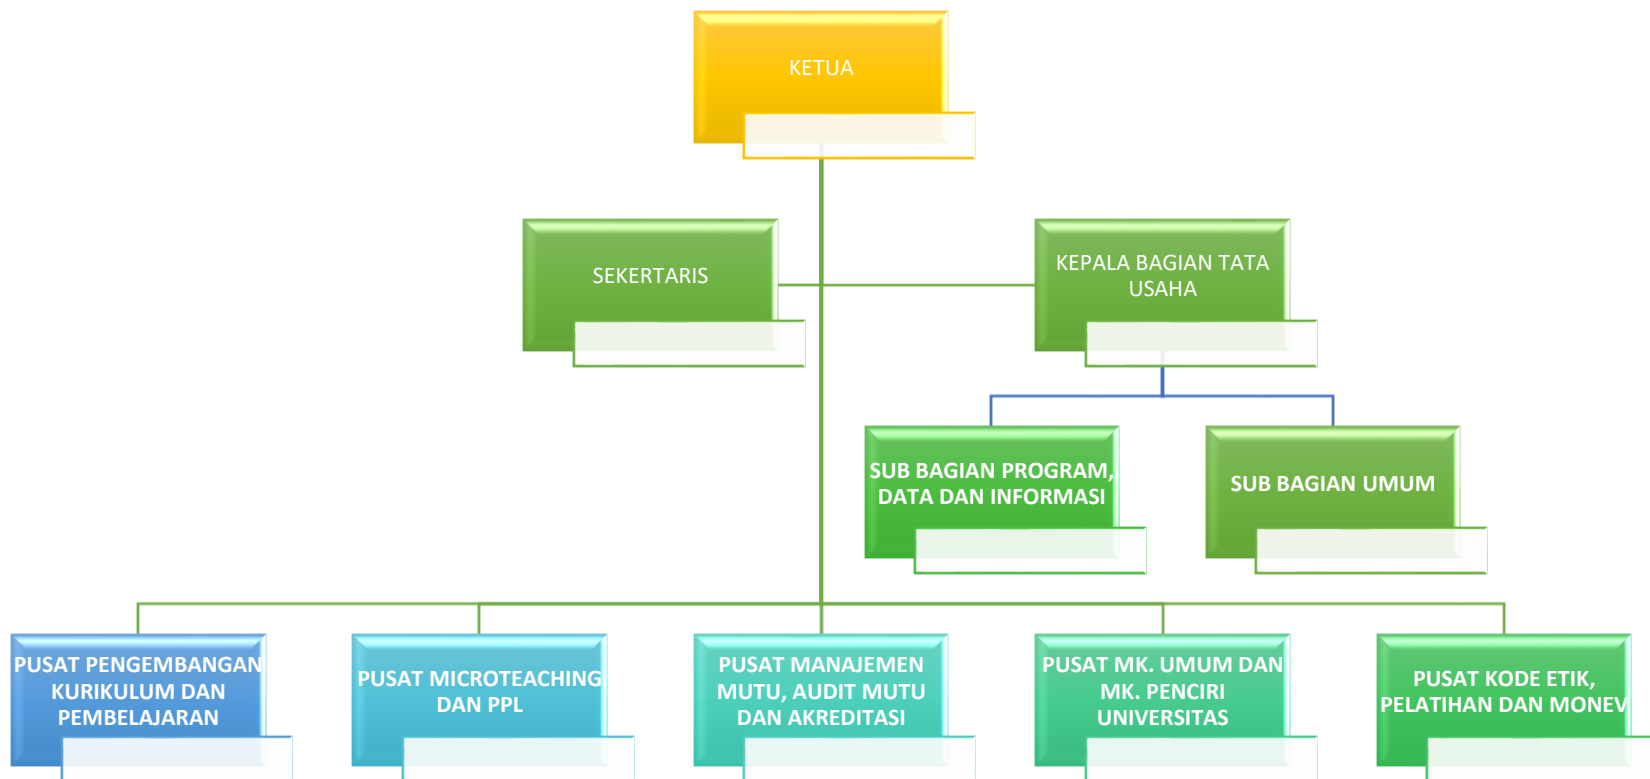 KETUA
SEKERTARIS
KEPALA BAGIAN TATA
USAHA
SUB BAGIAN PROGRAM,
DATA DAN INFORMASI
SUB BAGIAN UMUM
PUSAT PENGEMBANGAN
KURIKULUM DAN
PEMBELAJARAN
PUSAT MICROTEACHING
DAN PPL
PUSAT MANAJEMEN
MUTU, AUDIT MUTU
DAN AKREDITASI
PUSAT MK. UMUM DAN
MK. PENCIRI
UNIVERSITAS
PUSAT KODE ETIK,
PELATIHAN DAN MONEV